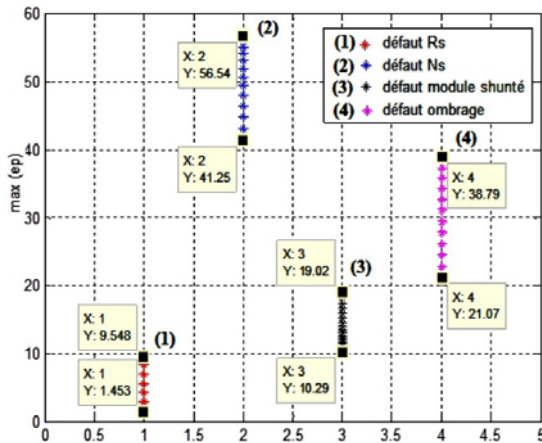 60
50
40
30
20
10
0
max (ep)
0 0.5 1 1.5 2 2.5 3 3.5 4 4.5 5
(1) défaut Rs
(2) défaut Ns
(3) défaut module shunté
(4) défaut ombrage
(2)
X: 2
Y: 56.54
X: 2
Y: 41.25
(4)
X: 4
Y: 38.79
X: 4
Y: 21.07
(3)
X: 3
Y: 19.02
X: 3
Y: 10.29
(1)
X: 1
Y: 9.548
X: 1
Y: 1.453